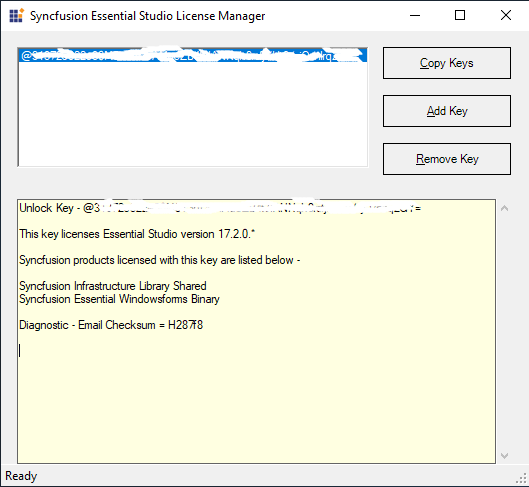 Syncfusion Essential Studio License Manager
Copy Keys
Add Key
Remove Key
Unlock Key - @3
This key licenses Essential Studio version 17.2.0.*
Syncfusion products licensed with this key are listed below -
Syncfusion Infrastructure Library Shared
Syncfusion Essential Windowsforms Binary
Diagnostic - Email Checksum = H287f8
Ready